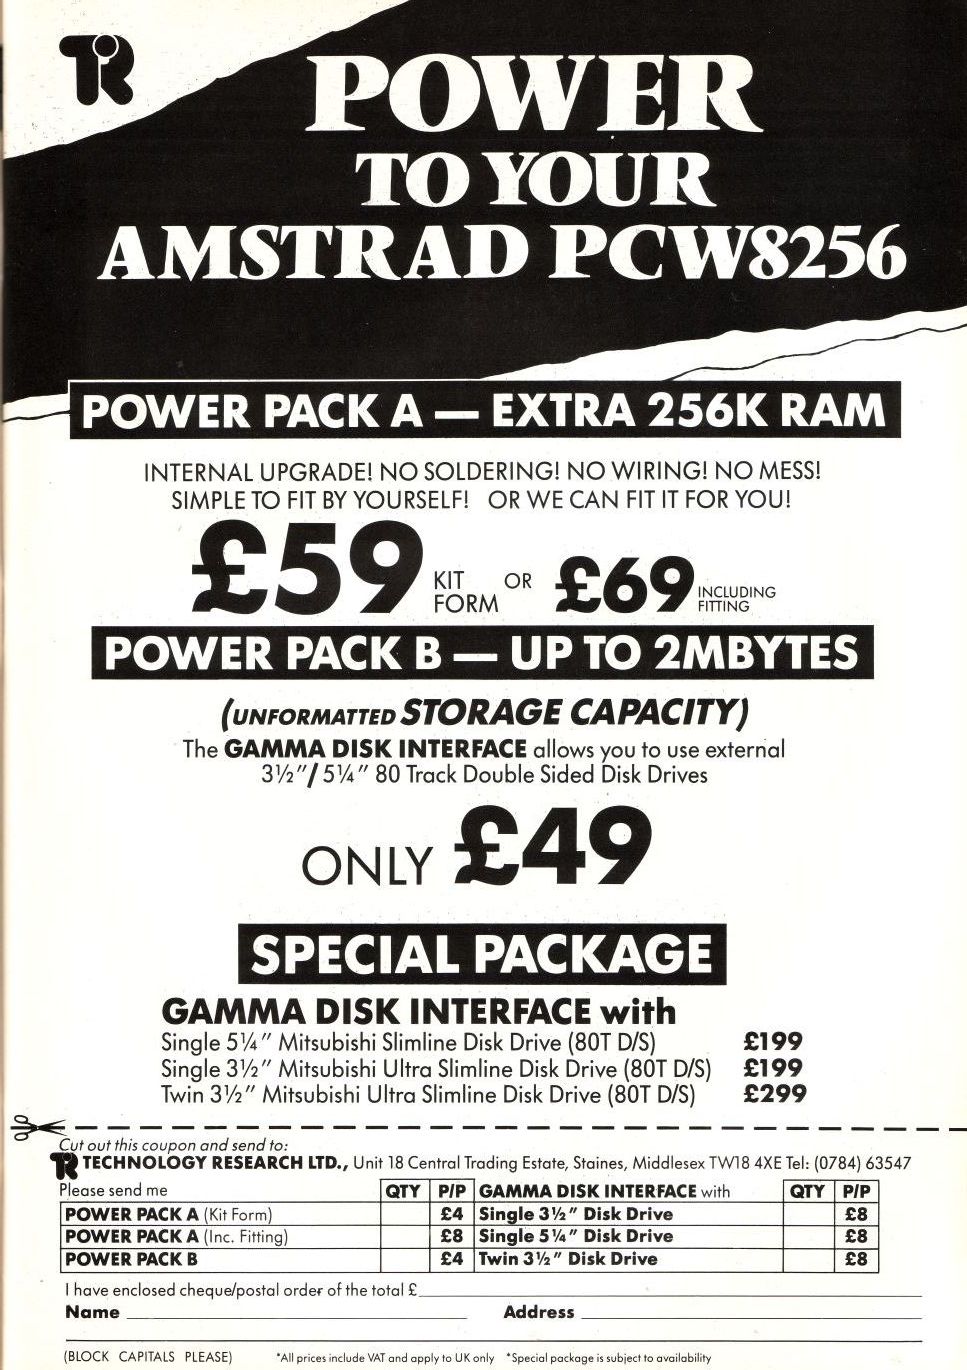 TR
POWER
TO YOUR
AMSTRAD PCW8256
POWER PACK A — EXTRA 256K RAM
INTERNAL UPGRADE! NO SOLDERING! NO WIRING! NO MESS!
SIMPLE TO FIT BY YOURSELF! OR WE CAN FIT IT FOR YOU!
£59 KIT FORM OR £69 INCLUDING FITTING
POWER PACK B — UP TO 2MBYTES
(UNFORMATTED STORAGE CAPACITY)
The GAMMA DISK INTERFACE allows you to use external
3½"/5¼" 80 Track Double Sided Disk Drives
ONLY £49
SPECIAL PACKAGE
GAMMA DISK INTERFACE with
Single 5¼" Mitsubishi Slimline Disk Drive (80T D/S) £199
Single 3½" Mitsubishi Ultra Slimline Disk Drive (80T D/S) £199
Twin 3½" Mitsubishi Ultra Slimline Disk Drive (80T D/S) £299
Cut out this coupon and send to:
TR TECHNOLOGY RESEARCH LTD., Unit 18 Central Trading Estate, Staines, Middlesex TW18 4XE Tel: (0784) 63547
Please send me QTY P/P GAMMA DISK INTERFACE with QTY P/P
POWER PACK A (Kit Form) £4 Single 3½" Disk Drive £8
POWER PACK A (Inc. Fitting) £8 Single 5¼" Disk Drive £8
POWER PACK B £4 Twin 3½" Disk Drive £8
I have enclosed cheque/postal order of the total £
Name Address
(BLOCK CAPITALS PLEASE) *All prices include VAT and apply to UK only *Special package is subject to availability